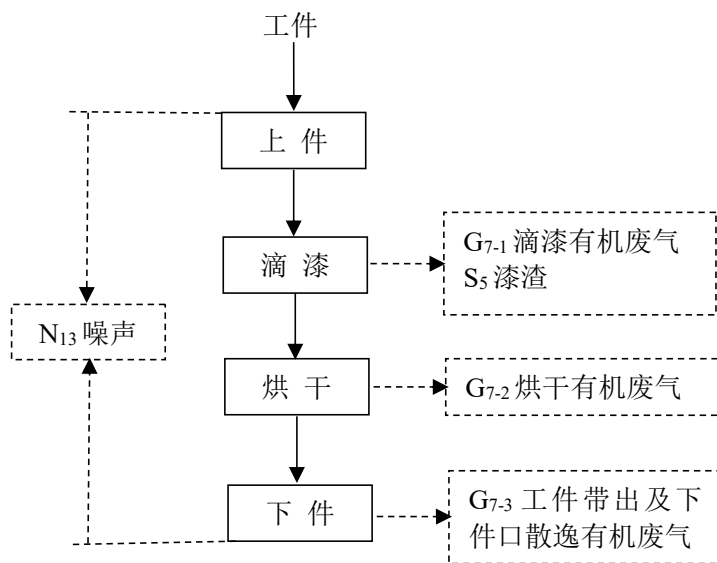 工件
上 件
滴 漆
G7-1 滴漆有机废气
S5 漆渣
N13 噪声
烘 干
G7-2 烘干有机废气
下 件
G7-3 工件带出及下
件口散逸有机废气